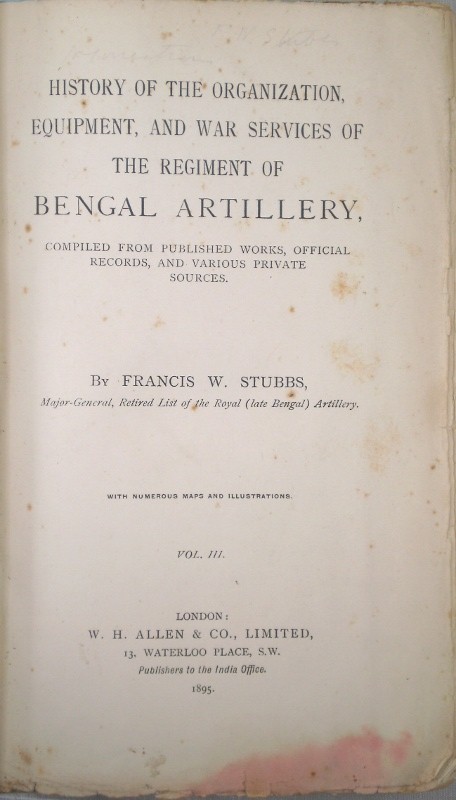 HISTORY OF THE ORGANIZATION,
EQUIPMENT, AND WAR SERVICES OF
THE REGIMENT OF
BENGAL ARTILLERY,
COMPILED FROM PUBLISHED WORKS, OFFICIAL
RECORDS, AND VARIOUS PRIVATE
SOURCES.
BY FRANCIS W. STUBBS,
Major-General, Retired List of the Royal (late Bengal) Artillery.
WITH NUMEROUS MAPS AND ILLUSTRATIONS.
VOL. III.
LONDON:
W. H. ALLEN & CO., LIMITED,
13, WATERLOO PLACE, S.W.
Publishers to the India Office.
1895.